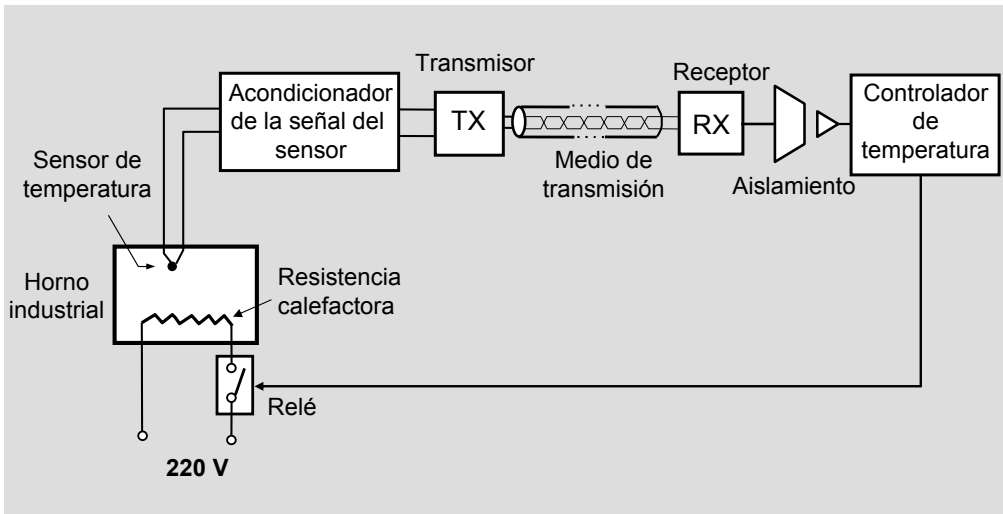 Transmisor
Receptor
Acondicionador
de la señal del
sensor
TX
RX
Controlador
de
temperatura
Sensor de
temperatura
Medio de
transmisión
Aislamiento
Horno
industrial
Resistencia
calefactora
Relé
220 V